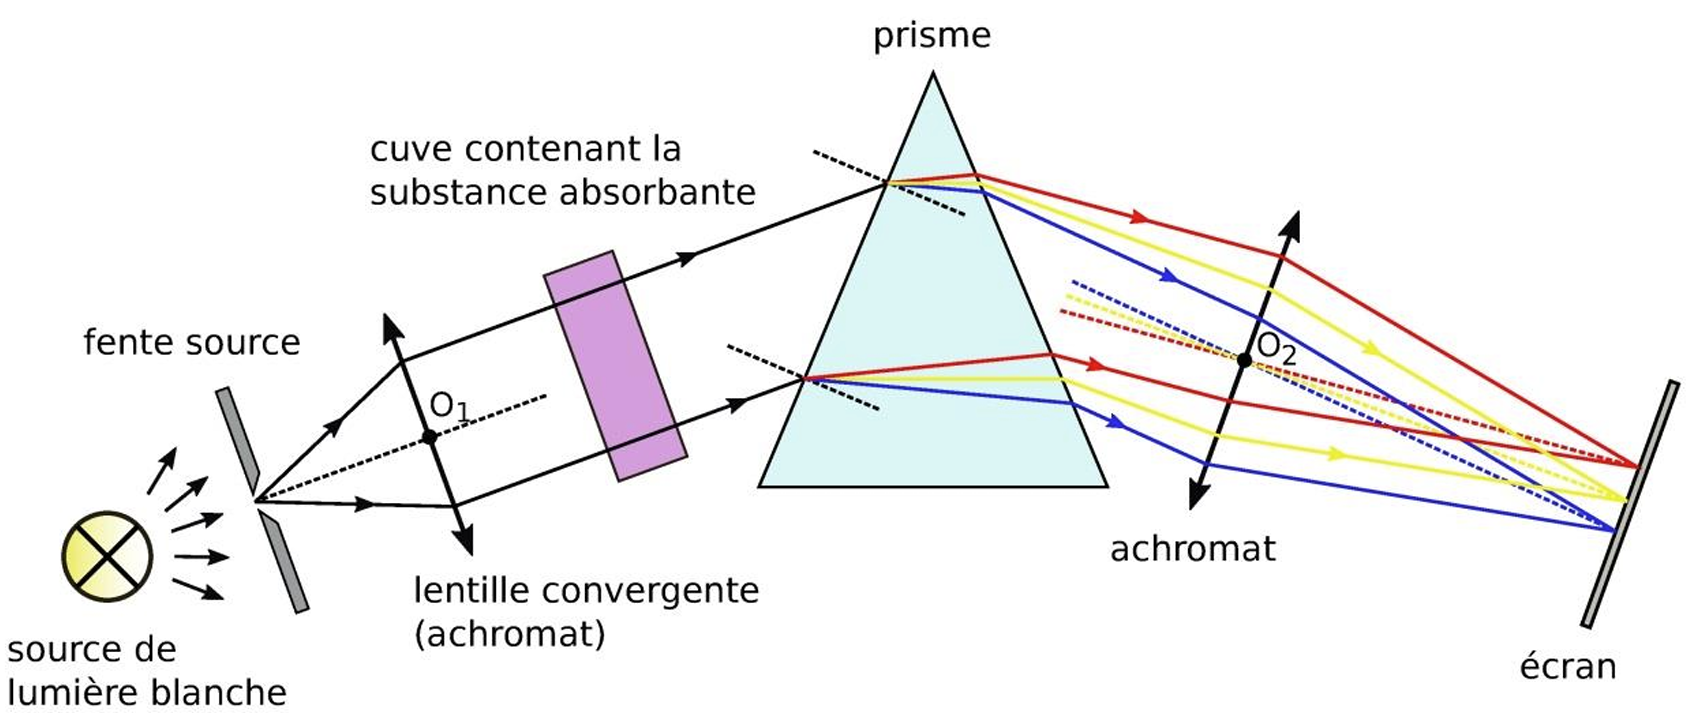 prisme
cuve contenant la
substance absorbante
fente source
O1
O2
achromat
lentille convergente
(achromat)
source de
lumière blanche
écran